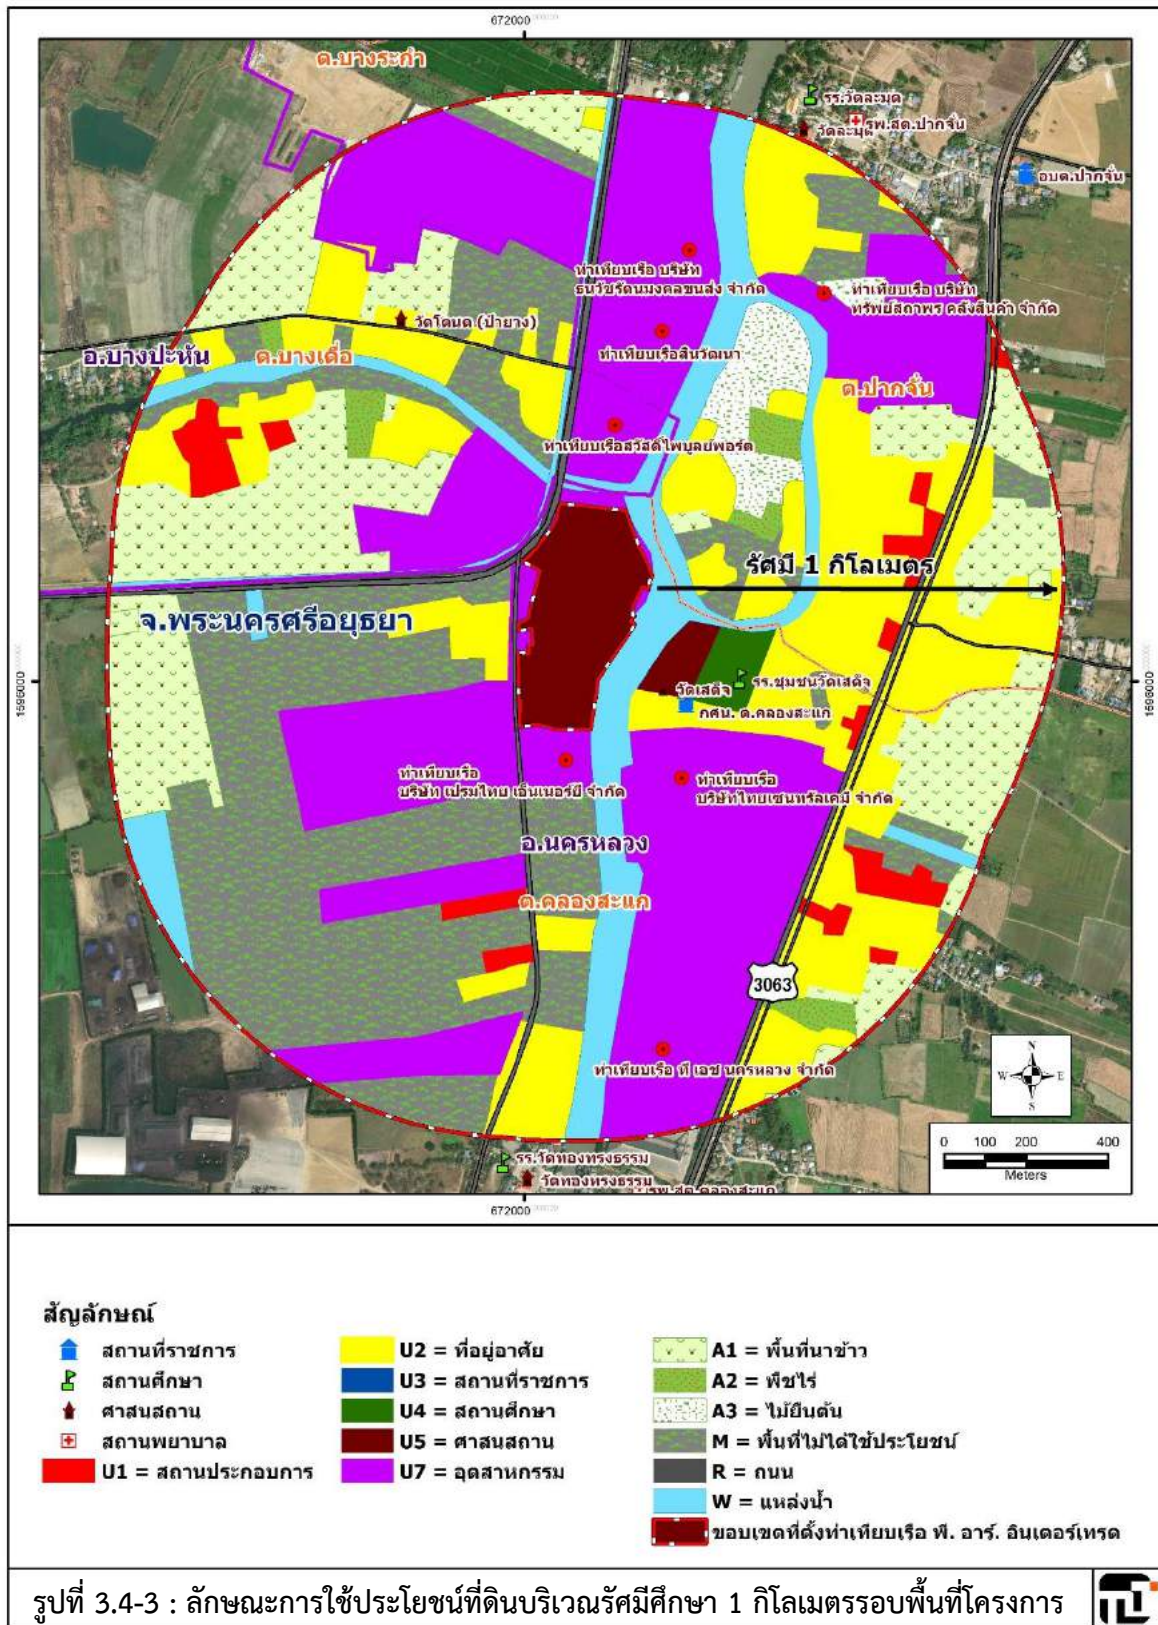 672000
ต.บางระกำ
รร.วัดละมุด
รพ.สต.ปากจั่น
วัดละมุด
อบต.ปากจั่น
ท่าเทียบเรือ บริษัท
ธนวัชรัตนมงคลขนส่ง จำกัด
ท่าเทียบเรือ บริษัท
ทรัพย์สถาพร คลังสินค้า จำกัด
วัดโตนด (ป่ายาง)
ท่าเทียบเรือสินวัฒนา
อ.บางปะหัน
ต.บางเดื่อ
ต.ปากจั่น
ท่าเทียบเรือสวัสดิ์ไพบูลย์พอร์ต
รัศมี 1 กิโลเมตร
จ.พระนครศรีอยุธยา
1596000
1596000
รร.ชุมชนวัดเสด็จ
วัดเสด็จ
กศน. ต.คลองสะแก
ท่าเทียบเรือ
บริษัท เปรมไทย เอ็นเนอร์ยี จำกัด
ท่าเทียบเรือ
บริษัทไทยเซนทรัลเคมี จำกัด
อ.นครหลวง
ต.คลองสะแก
3063
ท่าเทียบเรือ ที เอช นครหลวง จำกัด
N
W E
S
0 100 200 400
Meters
รร.วัดทองทรงธรรม
วัดทองทรงธรรม
รพ.สต.คลองสะแก
672000
สัญลักษณ์
สถานที่ราชการ
สถานศึกษา
ศาสนสถาน
สถานพยาบาล
U1 = สถานประกอบการ
U2 = ที่อยู่อาศัย
U3 = สถานที่ราชการ
U4 = สถานศึกษา
U5 = ศาสนสถาน
U7 = อุตสาหกรรม
A1 = พื้นที่นาข้าว
A2 = พืชไร่
A3 = ไม้ยืนต้น
M = พื้นที่ไม่ได้ใช้ประโยชน์
R = ถนน
W = แหล่งน้ำ
ขอบเขตที่ตั้งท่าเทียบเรือ พี. อาร์. อินเตอร์เทรด
รูปที่ 3.4-3 : ลักษณะการใช้ประโยชน์ที่ดินบริเวณรัศมีศึกษา 1 กิโลเมตรรอบพื้นที่โครงการ